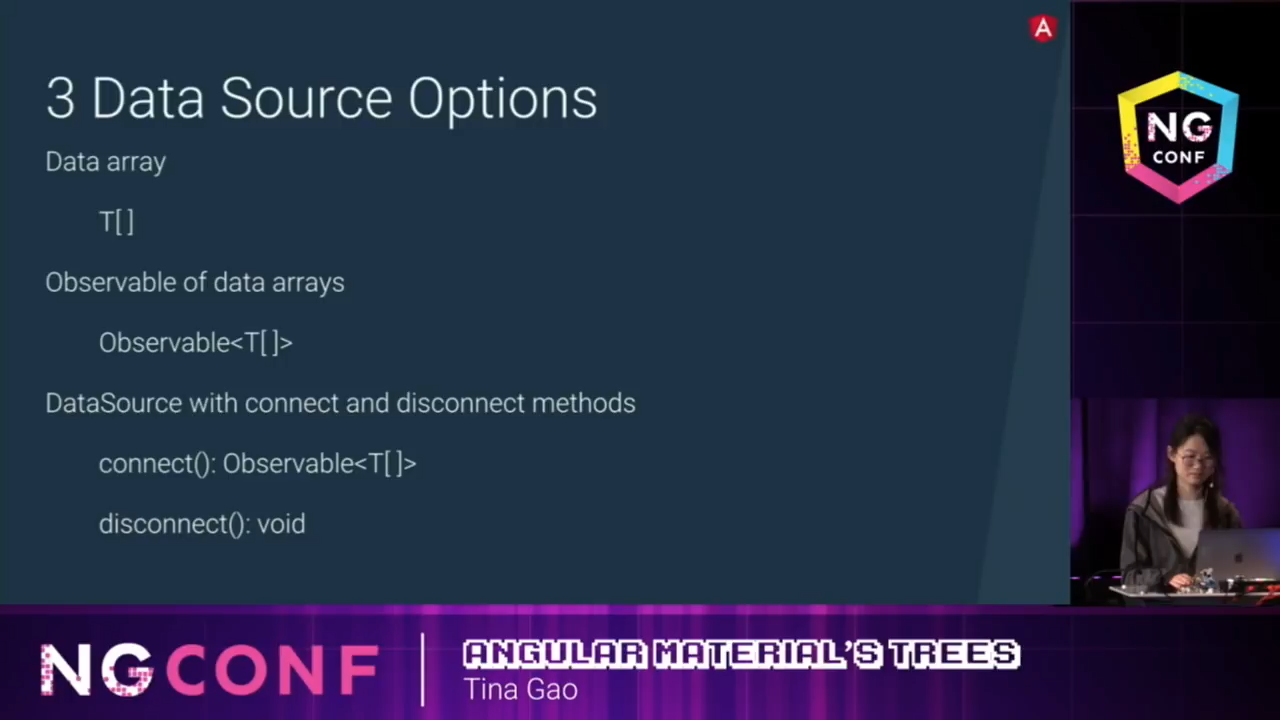 3 Data Source Options
Data array
T[ ]
Observable of data arrays
Observable<T[ ]>
DataSource with connect and disconnect methods
connect(): Observable<T[ ]>
disconnect(): void
A
NG
CONF
NGCONF
ANGULAR MATERIAL'S TREES
Tina Gao